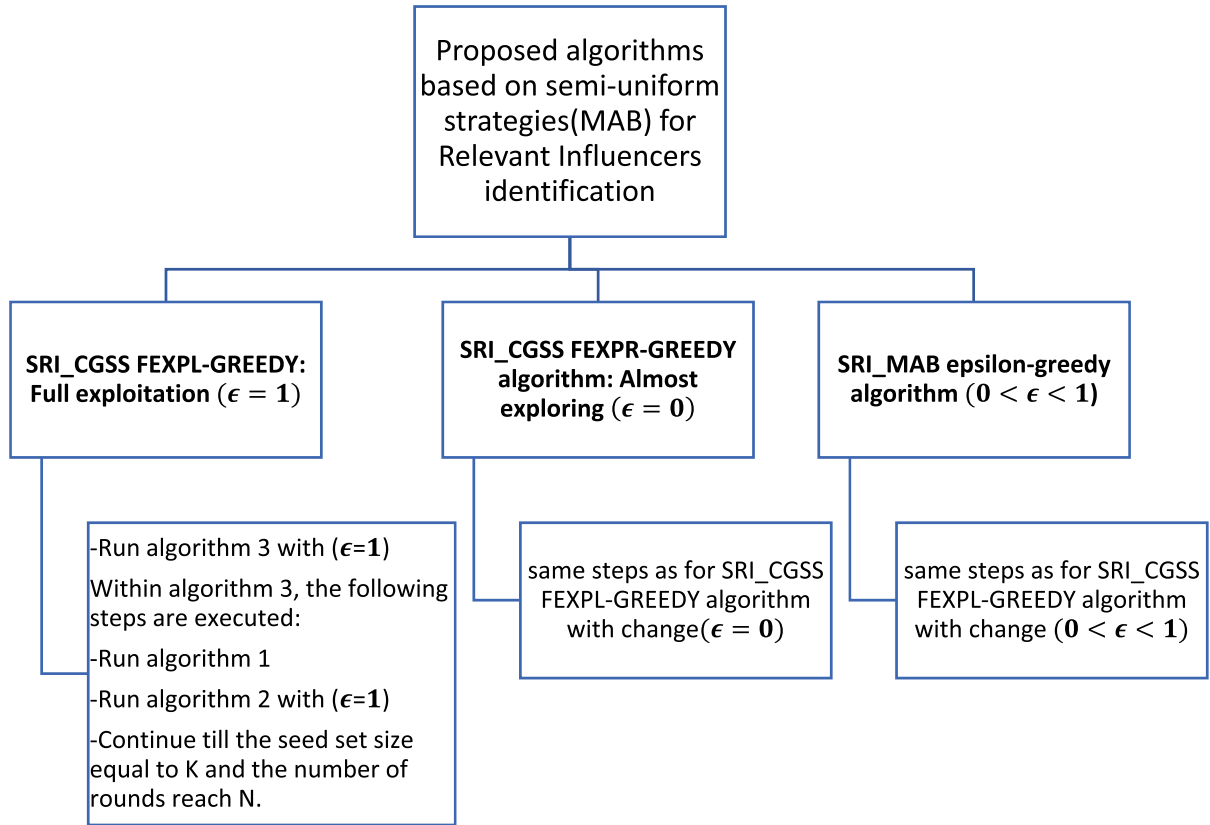 Proposed algorithms
based on semi-uniform
strategies(MAB) for
Relevant Influencers
identification
SRI_CGSS FEXPL-GREEDY:
Full exploitation (ϵ = 1)
SRI_CGSS FEXPR-GREEDY
algorithm: Almost
exploring (ϵ = 0)
SRI_MAB epsilon-greedy
algorithm (0 < ϵ < 1)
-Run algorithm 3 with (ϵ=1)
Within algorithm 3, the following
steps are executed:
-Run algorithm 1
-Run algorithm 2 with (ϵ=1)
-Continue till the seed set size
equal to K and the number of
rounds reach N.
same steps as for SRI_CGSS
FEXPL-GREEDY algorithm
with change(ϵ = 0)
same steps as for SRI_CGSS
FEXPL-GREEDY algorithm
with change (0 < ϵ < 1)